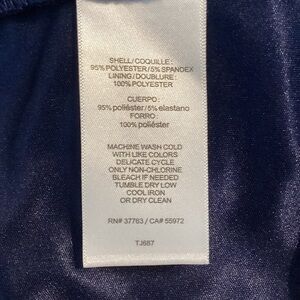 SHELL/COQUILLE:
95% POLYESTER/5% SPANDEX
LINING/DOUBLURE:
100% POLYESTER
CUERPO:
95% poliéster/5% elastano
FORRO:
100% poliéster
MACHINE WASH COLD
WITH LIKE COLORS
DELICATE CYCLE
ONLY NON-CHLORINE
BLEACH IF NEEDED
TUMBLE DRY LOW
COOL IRON
OR DRY CLEAN
RN# 37763 / CA# 55972
TJ687